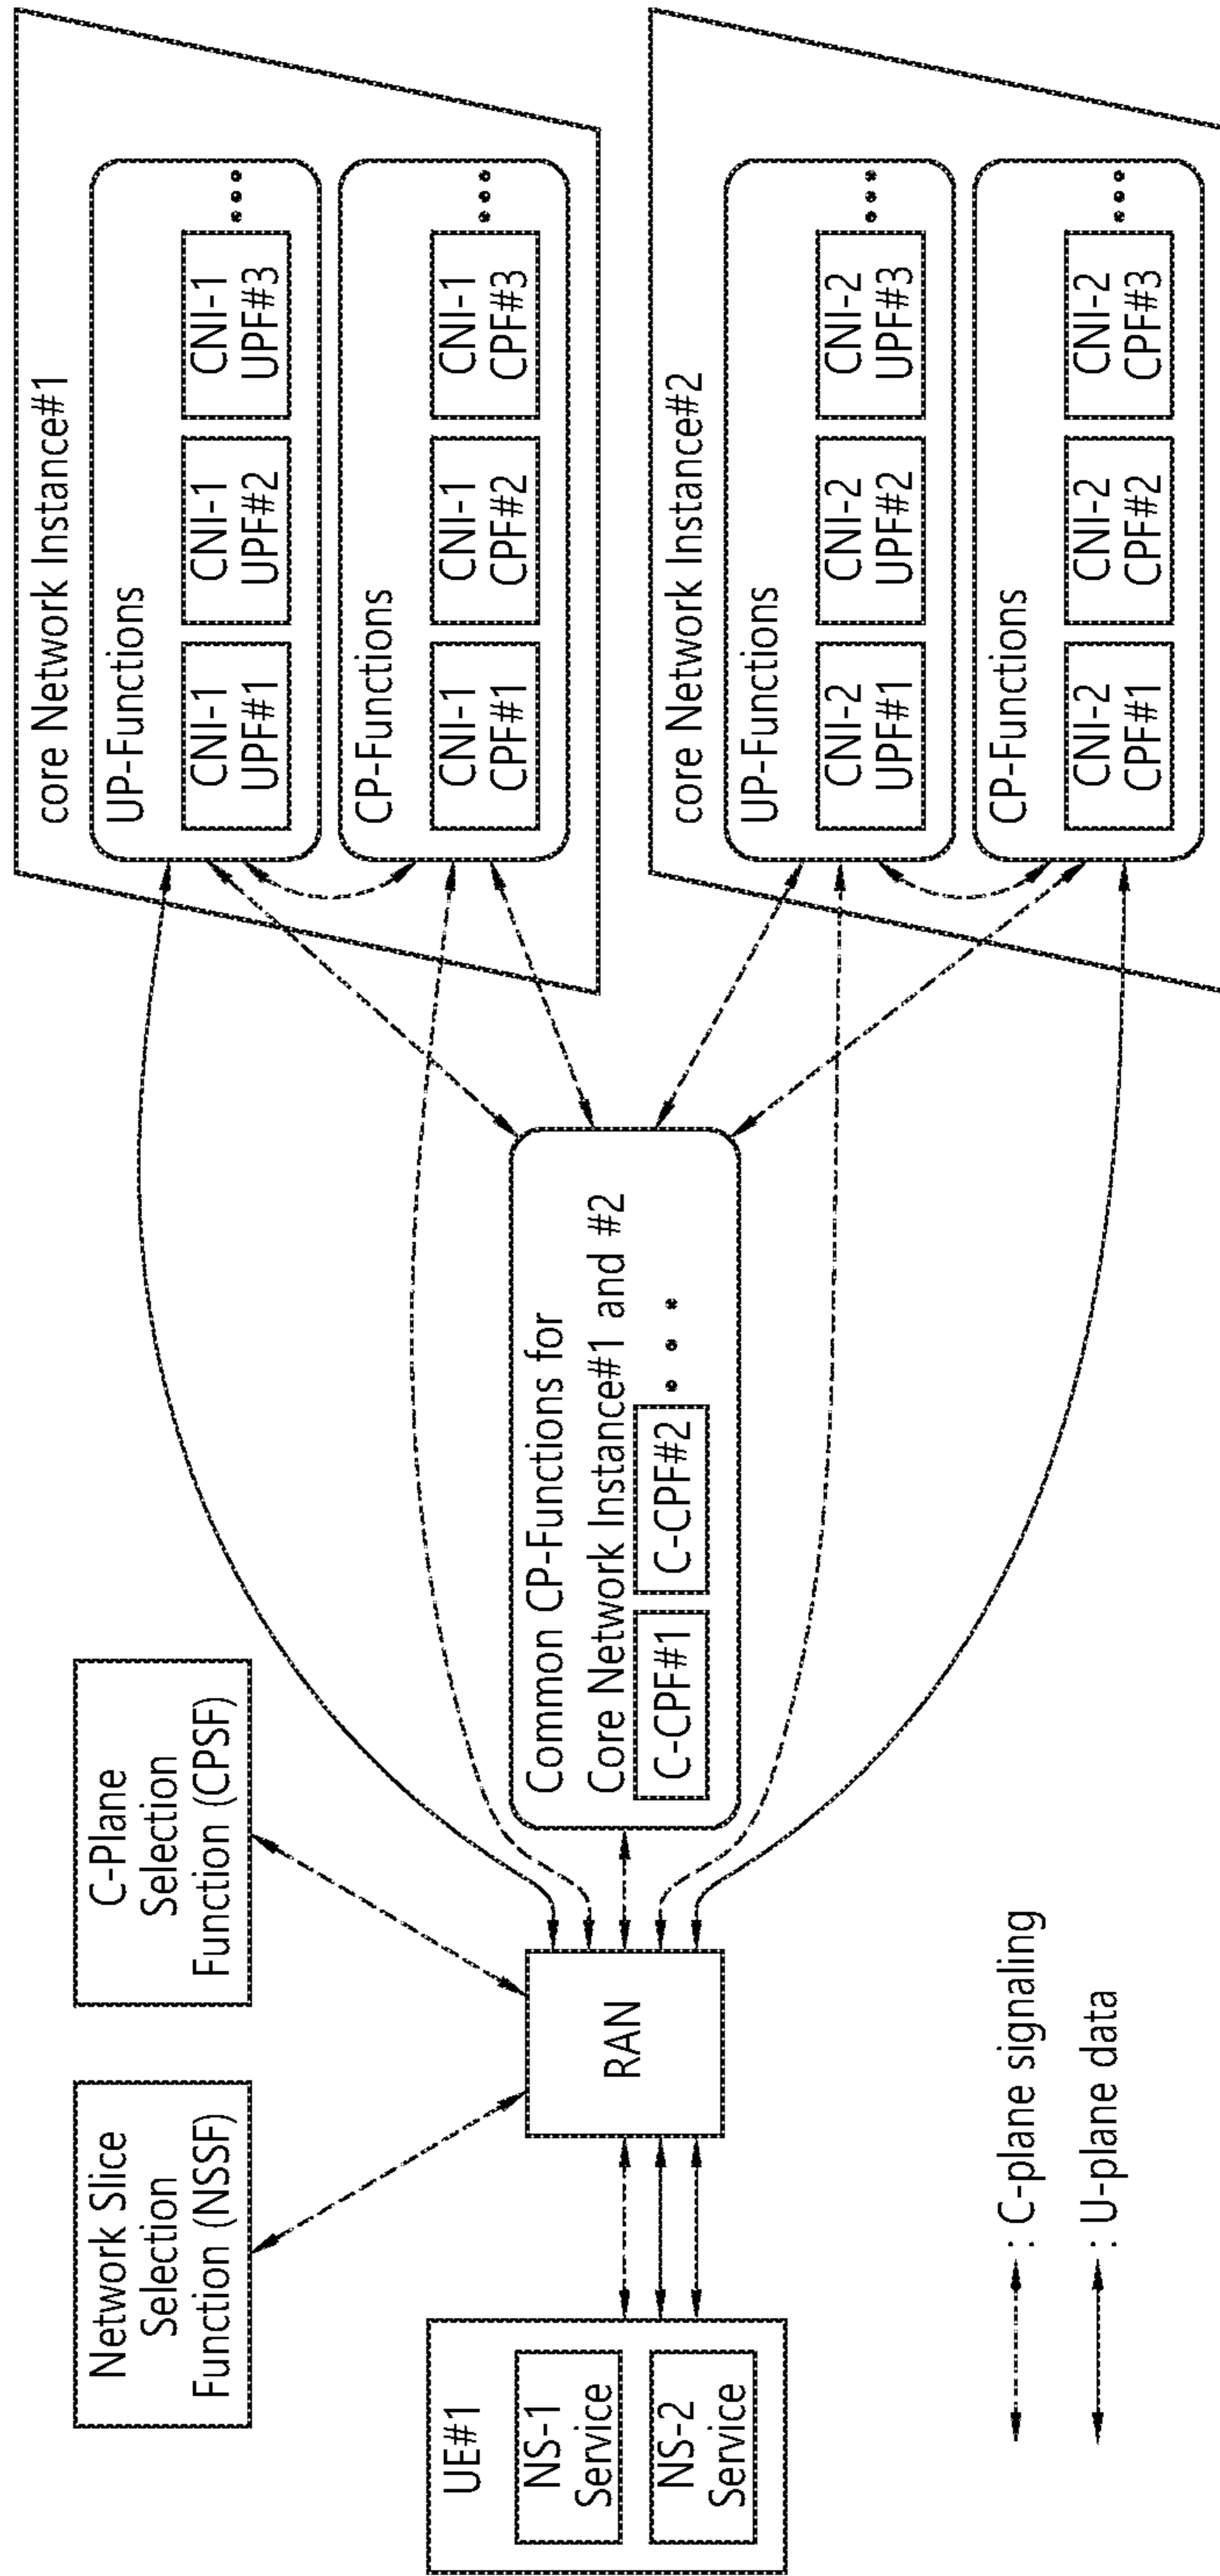 Network Slice
Selection
Function (NSSF)
C-Plane
Selection
Function (CPSF)
UE#1
NS-1
Service
NS-2
Service
RAN
Common CP-Functions for
Core Network Instance#1 and #2
C-CPF#1
C-CPF#2
core Network Instance#1
UP-Functions
CNI-1
UPF#1
CNI-1
UPF#2
CNI-1
UPF#3
CP-Functions
CNI-1
CPF#1
CNI-1
CPF#2
CNI-1
CPF#3
core Network Instance#2
UP-Functions
CNI-2
UPF#1
CNI-2
UPF#2
CNI-2
UPF#3
CP-Functions
CNI-2
CPF#1
CNI-2
CPF#2
CNI-2
CPF#3
: C-plane signaling
: U-plane data